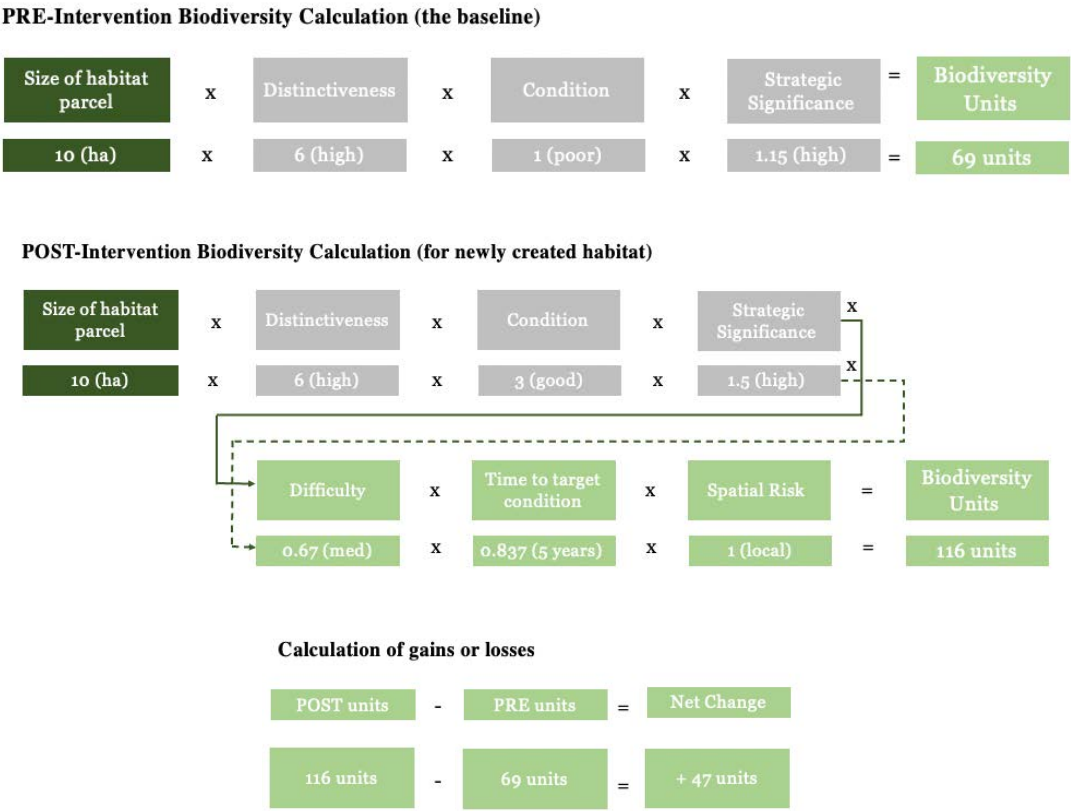 PRE-Intervention Biodiversity Calculation (the baseline)
Size of habitat parcel x Distinctiveness x Condition x Strategic Significance = Biodiversity Units
10 (ha) x 6 (high) x 1 (poor) x 1.15 (high) = 69 units
POST-Intervention Biodiversity Calculation (for newly created habitat)
Size of habitat parcel x Distinctiveness x Condition x Strategic Significance x
10 (ha) x 6 (high) x 3 (good) x 1.5 (high) x
Difficulty x Time to target condition x Spatial Risk = Biodiversity Units
0.67 (med) x 0.837 (5 years) x 1 (local) = 116 units
Calculation of gains or losses
POST units - PRE units = Net Change
116 units - 69 units = + 47 units